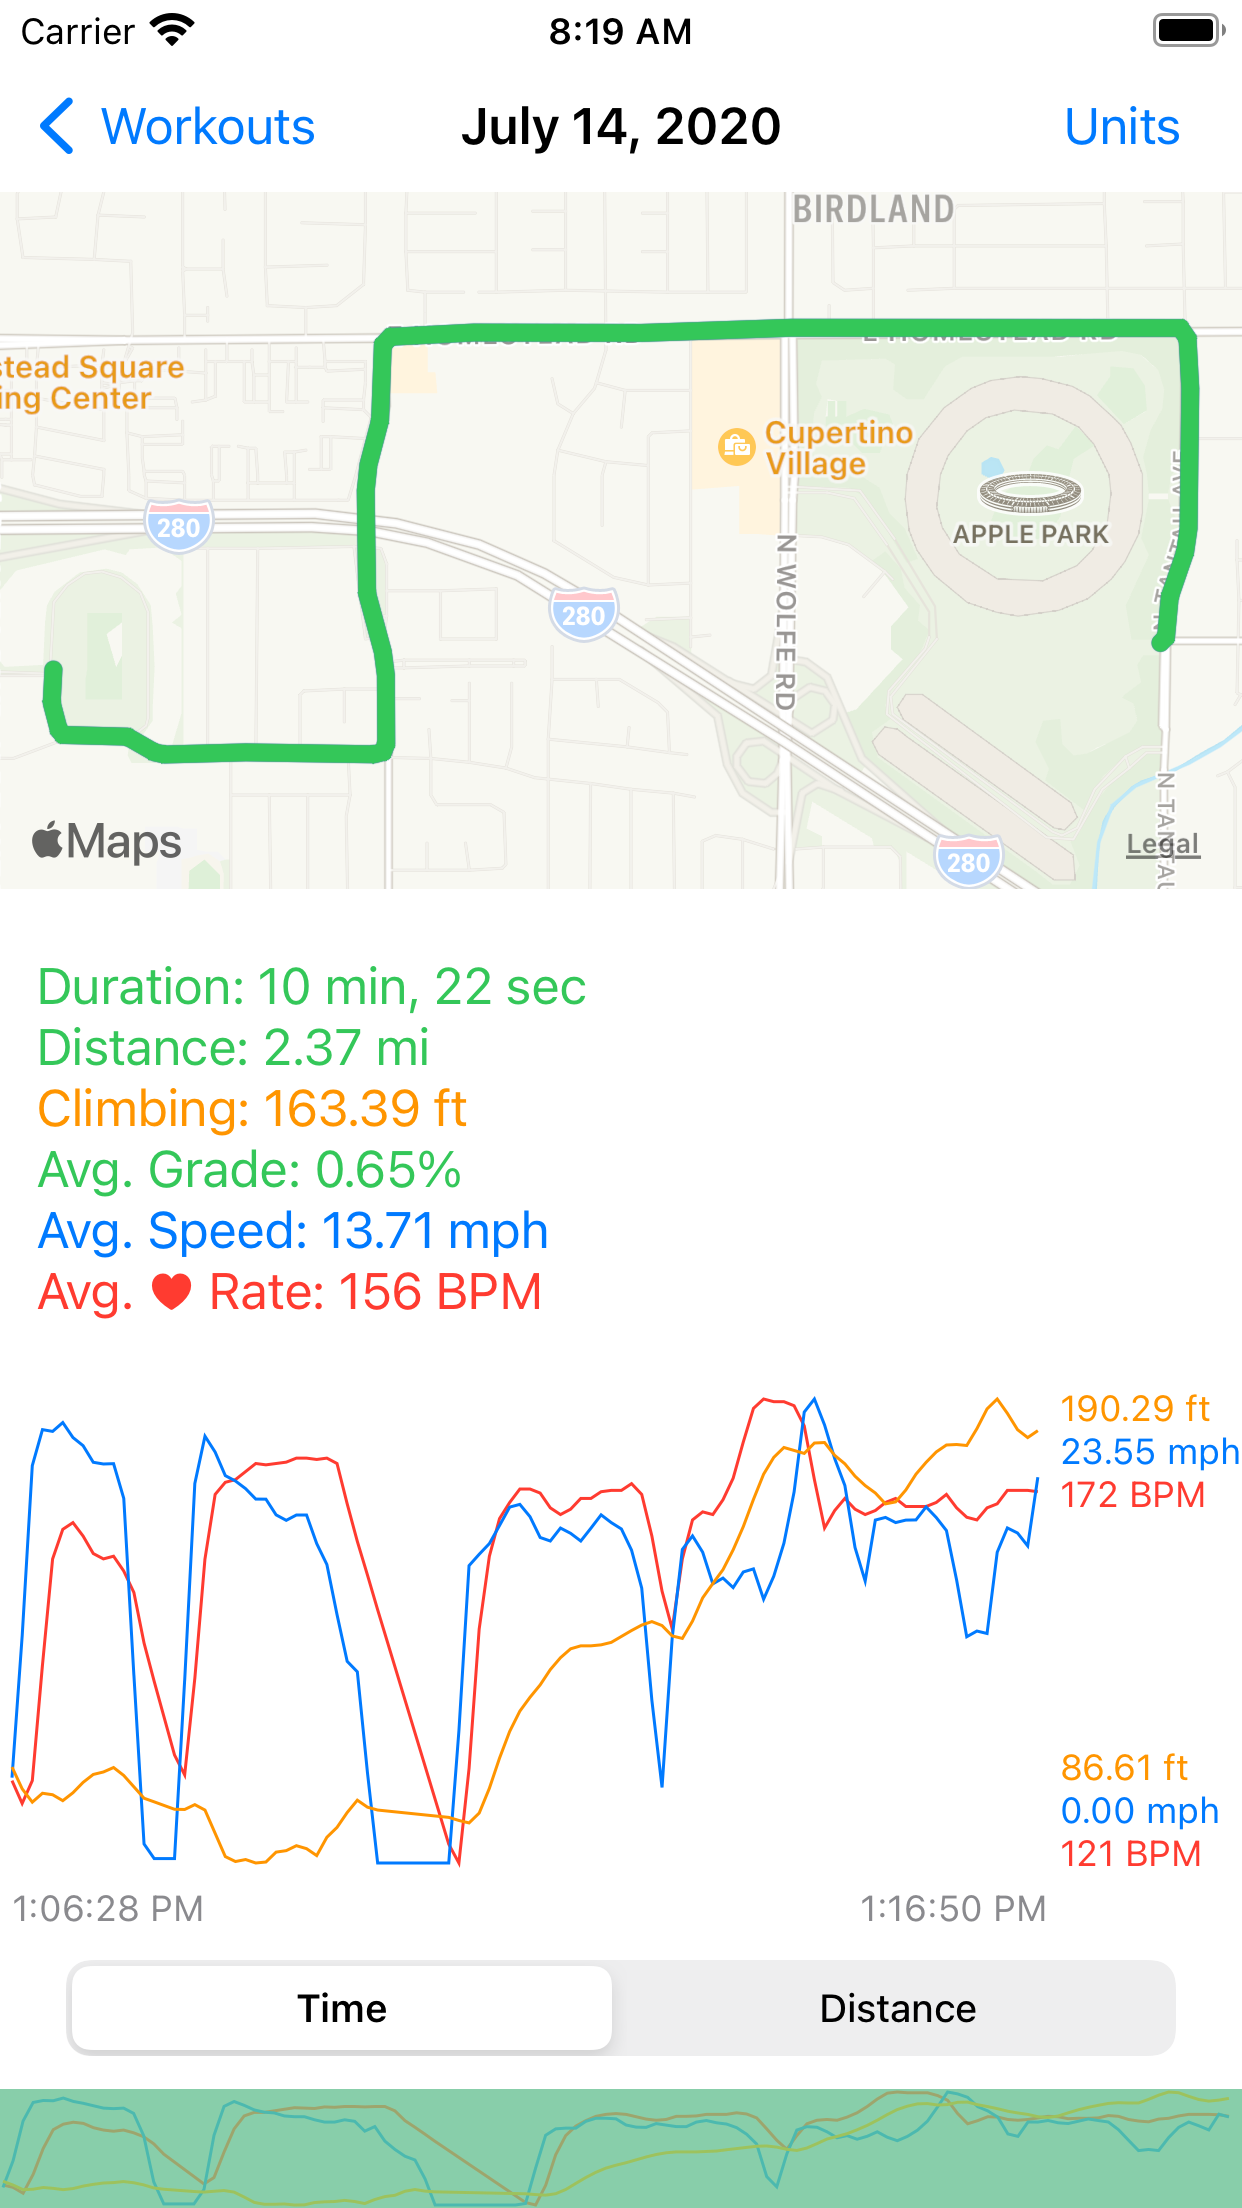 Carrier
8:19 AM
Workouts
July 14, 2020
Units
BIRDLAND
E HOMESTEAD RD
stead Square
ing Center
Cupertino
Village
280
APPLE PARK
N WOLFE RD
280
N TANTAU AVE
280
Maps
Legal
Duration: 10 min, 22 sec
Distance: 2.37 mi
Climbing: 163.39 ft
Avg. Grade: 0.65%
Avg. Speed: 13.71 mph
Avg. ♥ Rate: 156 BPM
190.29 ft
23.55 mph
172 BPM
86.61 ft
0.00 mph
121 BPM
1:06:28 PM
1:16:50 PM
Time
Distance